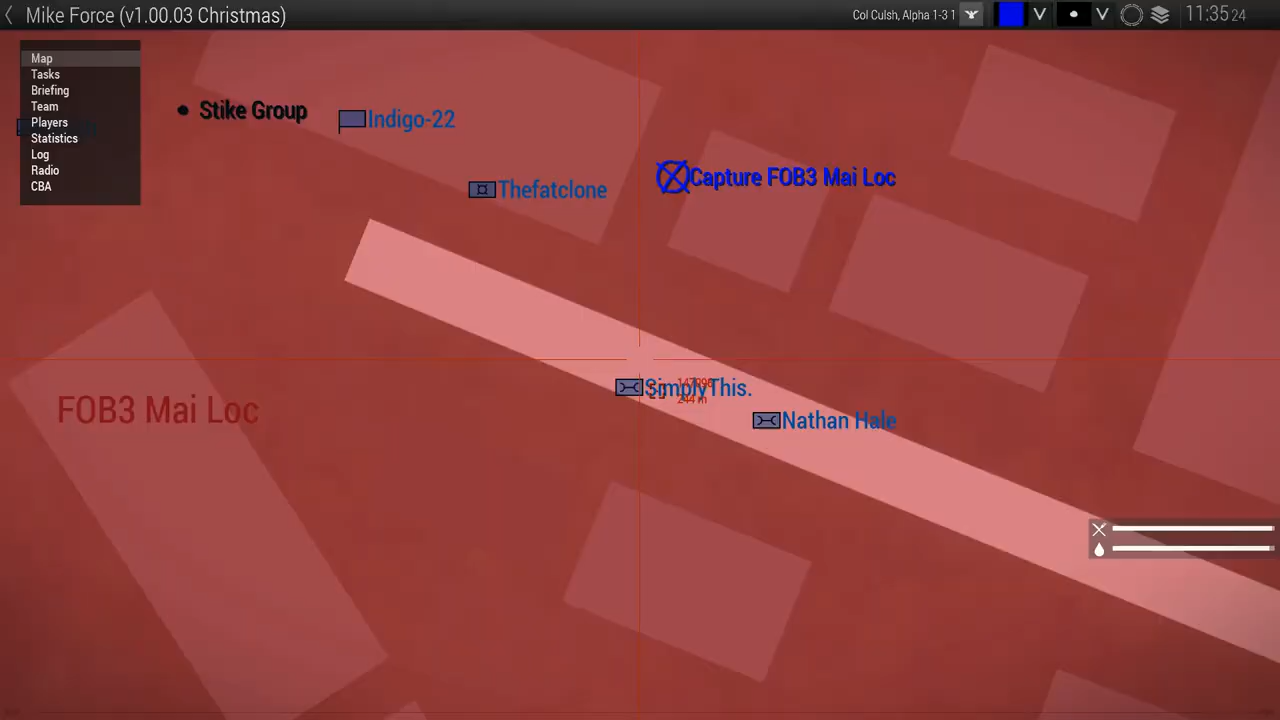 Mike Force (v1.00.03 Christmas)
Col Culsh, Alpha 1-3 1
11:35 24
Map
Tasks
Briefing
Team
Players
Statistics
Log
Radio
CBA
Stike Group
Indigo-22
Thefatclone
Capture FOB3 Mai Loc
SimplyThis.
244 m
Nathan Hale
FOB3 Mai Loc